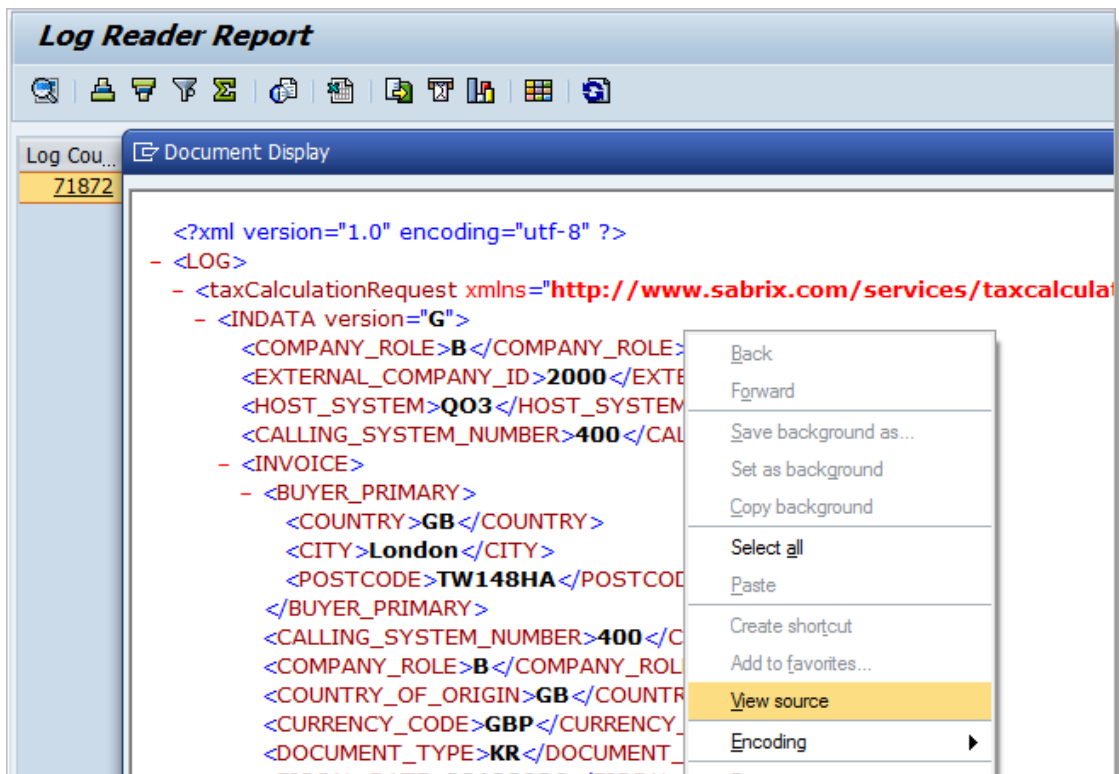 Log Reader Report
Log Cou...
Document Display
71872
<?xml version="1.0" encoding="utf-8" ?>
– <LOG>
– <taxCalculationRequest xmlns="http://www.sabrix.com/services/taxcalculat
– <INDATA version="G">
<COMPANY_ROLE>B</COMPANY_ROLE>
<EXTERNAL_COMPANY_ID>2000</EXTE
<HOST_SYSTEM>QO3</HOST_SYSTEM
<CALLING_SYSTEM_NUMBER>400</CAL
– <INVOICE>
– <BUYER_PRIMARY>
<COUNTRY>GB</COUNTRY>
<CITY>London</CITY>
<POSTCODE>TW148HA</POSTCOD
</BUYER_PRIMARY>
<CALLING_SYSTEM_NUMBER>400</C
<COMPANY_ROLE>B</COMPANY_ROL
<COUNTRY_OF_ORIGIN>GB</COUNTR
<CURRENCY_CODE>GBP</CURRENCY_
<DOCUMENT_TYPE>KR</DOCUMENT_
Back
Forward
Save background as...
Set as background
Copy background
Select all
Paste
Create shortcut
Add to favorites...
View source
Encoding